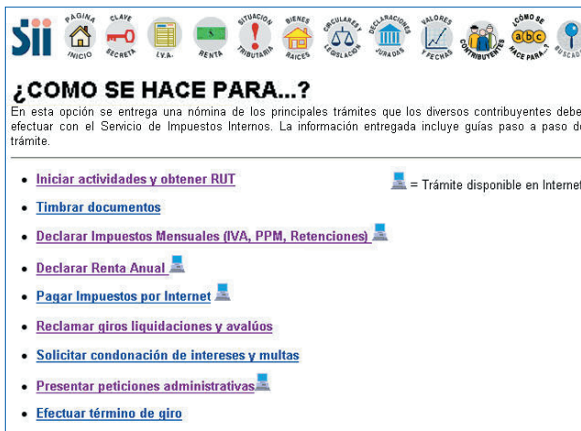 Sii
PAGINA INICIO
CLAVE SECRETA
I.V.A.
RENTA
SITUACION TRIBUTARIA
BIENES RAICES
CIRCULARES LEGISLACION
DECLARACIONES JURADAS
VALORES Y FECHAS
CONTRIBUYENTES
¿CÓMO SE HACE PARA..?
abc
BUSCADOR
¿COMO SE HACE PARA...?
En esta opción se entrega una nómina de los principales trámites que los diversos contribuyentes debe
efectuar con el Servicio de Impuestos Internos. La información entregada incluye guías paso a paso de
trámite.
• Iniciar actividades y obtener RUT
= Trámite disponible en Internet
• Timbrar documentos
• Declarar Impuestos Mensuales (IVA, PPM, Retenciones)
• Declarar Renta Anual
• Pagar Impuestos por Internet
• Reclamar giros liquidaciones y avalúos
• Solicitar condonación de intereses y multas
• Presentar peticiones administrativas
• Efectuar término de giro